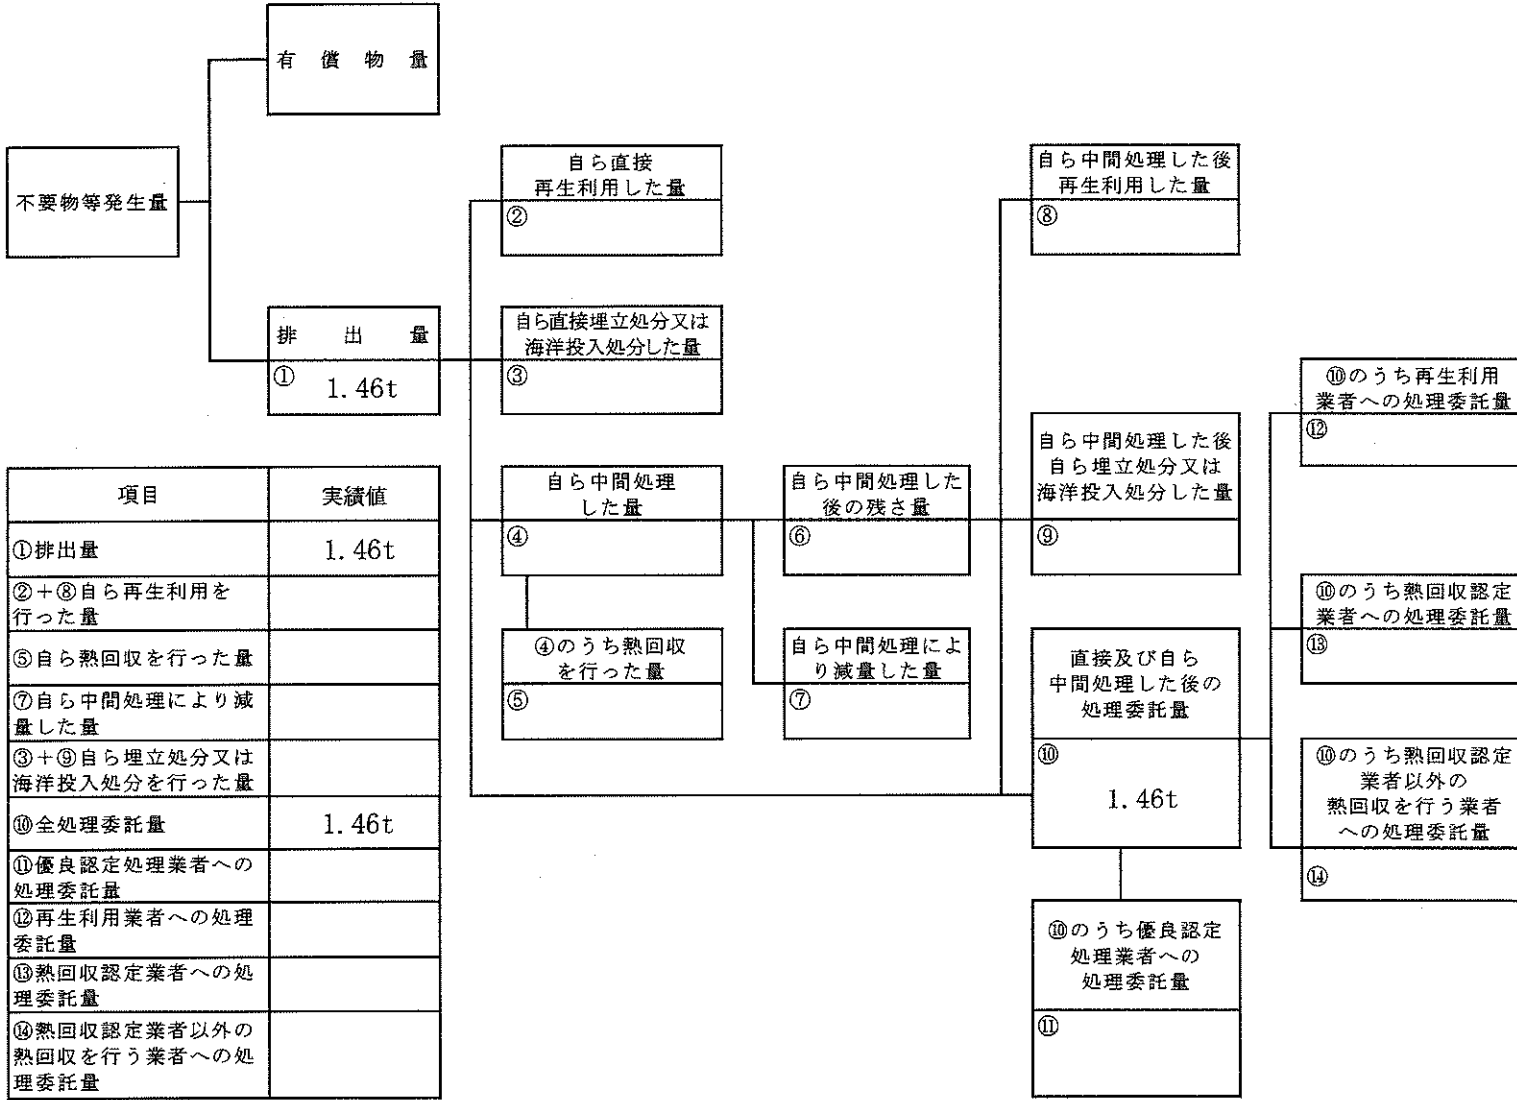 有償物量
不要物等発生量
排出量
① 1.46t
自ら直接
再生利用した量
②
自ら直接埋立処分又は
海洋投入処分した量
③
自ら中間処理
した量
④
④のうち熱回収
を行った量
⑤
自ら中間処理した
後の残さ量
⑥
自ら中間処理によ
り減量した量
⑦
自ら中間処理した後
再生利用した量
⑧
自ら中間処理した後
自ら埋立処分又は
海洋投入処分した量
⑨
直接及び自ら
中間処理した後の
処理委託量
⑩
1.46t
⑩のうち優良認定
処理業者への
処理委託量
⑪
⑩のうち再生利用
業者への処理委託量
⑫
⑩のうち熱回収認定
業者への処理委託量
⑬
⑩のうち熱回収認定
業者以外の
熱回収を行う業者
への処理委託量
⑭
項目 実績値
①排出量 1.46t
②+⑧自ら再生利用を
行った量
⑤自ら熱回収を行った量
⑦自ら中間処理により減
量した量
③+⑨自ら埋立処分又は
海洋投入処分を行った量
⑩全処理委託量 1.46t
⑪優良認定処理業者への
処理委託量
⑫再生利用業者への処理
委託量
⑬熱回収認定業者への処
理委託量
⑭熱回収認定業者以外の
熱回収を行う業者への処
理委託量